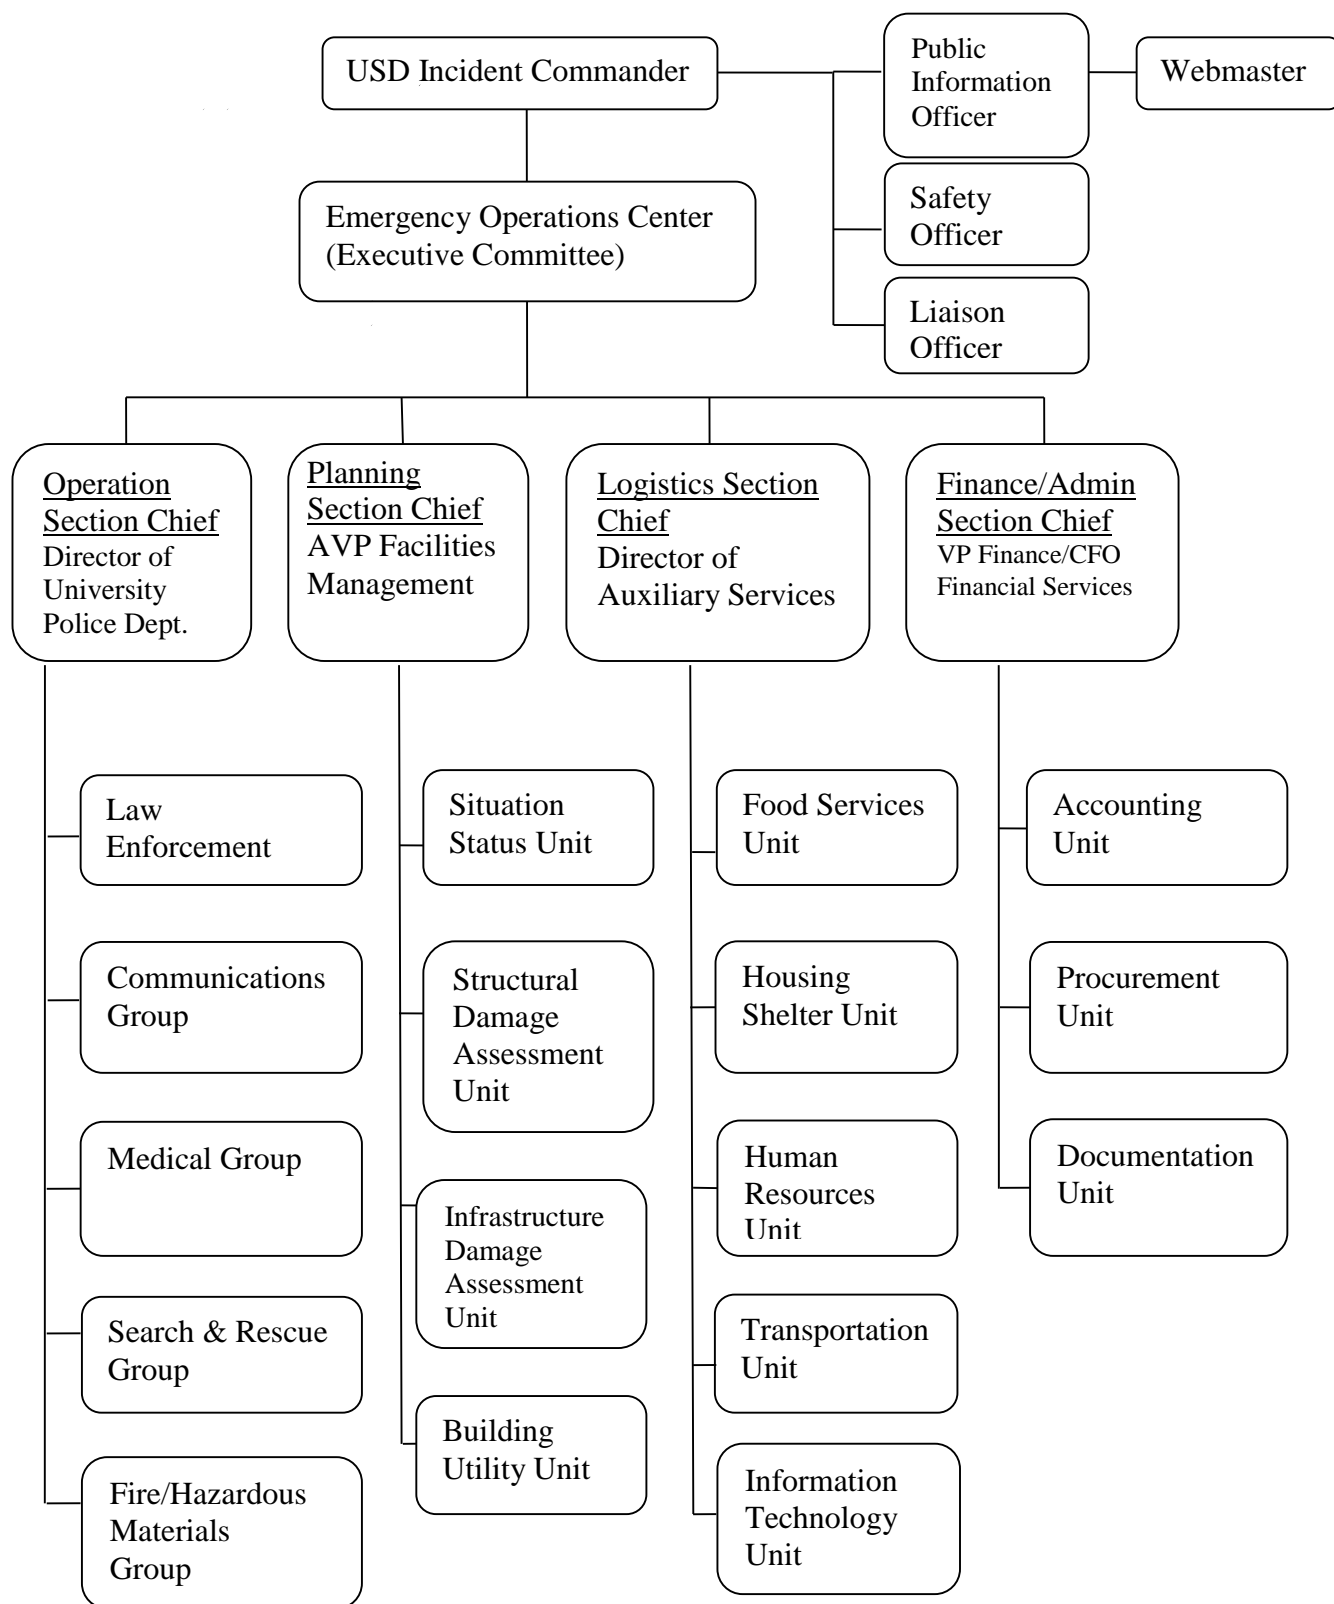 USD Incident Commander
Public
Information
Officer
Webmaster
Emergency Operations Center
(Executive Committee)
Safety
Officer
Liaison
Officer
Operation
Section Chief
Director of
University
Police Dept.
Planning
Section Chief
AVP Facilities
Management
Logistics Section
Chief
Director of
Auxiliary Services
Finance/Admin
Section Chief
VP Finance/CFO
Financial Services
Law
Enforcement
Communications
Group
Medical Group
Search & Rescue
Group
Fire/Hazardous
Materials
Group
Situation
Status Unit
Structural
Damage
Assessment
Unit
Infrastructure
Damage
Assessment
Unit
Building
Utility Unit
Food Services
Unit
Housing
Shelter Unit
Human
Resources
Unit
Transportation
Unit
Information
Technology
Unit
Accounting
Unit
Procurement
Unit
Documentation
Unit